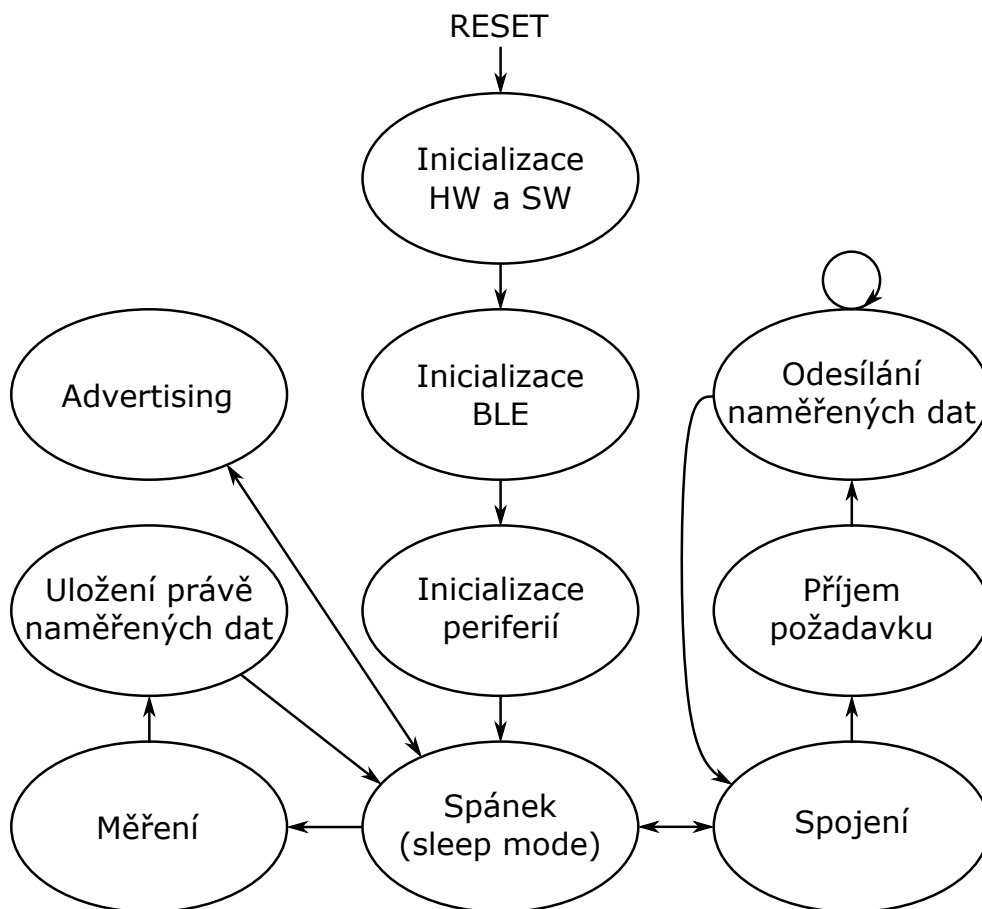 RESET
Inicializace
HW a SW
Advertising
Inicializace
BLE
Odesílání
naměřených dat
Uložení právě
naměřených dat
Inicializace
periferií
Příjem
požadavku
Měření
Spánek
(sleep mode)
Spojení